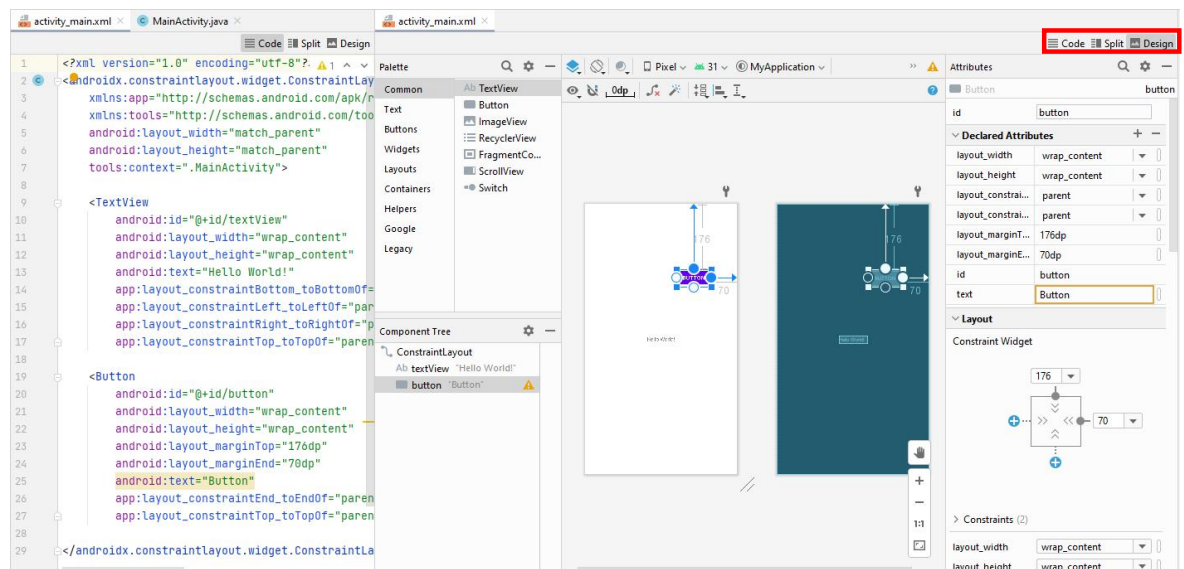 activity_main.xml
MainActivity.java
Code Split Design
1 <?xml version="1.0" encoding="utf-8"?>
1
2 <androidx.constraintlayout.widget.ConstraintLay
3 xmlns:app="http://schemas.android.com/apk/r
4 xmlns:tools="http://schemas.android.com/too
5 android:layout_width="match_parent"
6 android:layout_height="match_parent"
7 tools:context=".MainActivity">
8
9 <TextView
10 android:id="@+id/textView"
11 android:layout_width="wrap_content"
12 android:layout_height="wrap_content"
13 android:text="Hello World!"
14 app:layout_constraintBottom_toBottomOf=
15 app:layout_constraintLeft_toLeftOf="par
16 app:layout_constraintRight_toRightOf="p
17 app:layout_constraintTop_toTopOf="paren
18
19 <Button
20 android:id="@+id/button"
21 android:layout_width="wrap_content"
22 android:layout_height="wrap_content"
23 android:layout_marginTop="176dp"
24 android:layout_marginEnd="70dp"
25 android:text="Button"
26 app:layout_constraintEnd_toEndOf="paren
27 app:layout_constraintTop_toTopOf="paren
28
29 </androidx.constraintlayout.widget.ConstraintLa
activity_main.xml
Code Split Design
Palette
Common
Text
Buttons
Widgets
Layouts
Containers
Helpers
Google
Legacy
Ab TextView
Button
ImageView
RecyclerView
FragmentCo...
ScrollView
Switch
Component Tree
ConstraintLayout
Ab textView "Hello World!"
button "Button"
Pixel 31 MyApplication
0dp
176
BUTTON
70
Hello World!
176
70
1:1
Attributes
Button button
id button
Declared Attributes
layout_width wrap_content
layout_height wrap_content
layout_constrai... parent
layout_constrai... parent
layout_marginT... 176dp
layout_marginE... 70dp
id button
text Button
Layout
Constraint Widget
176
70
Constraints (2)
layout_width wrap_content
layout_height wrap_content